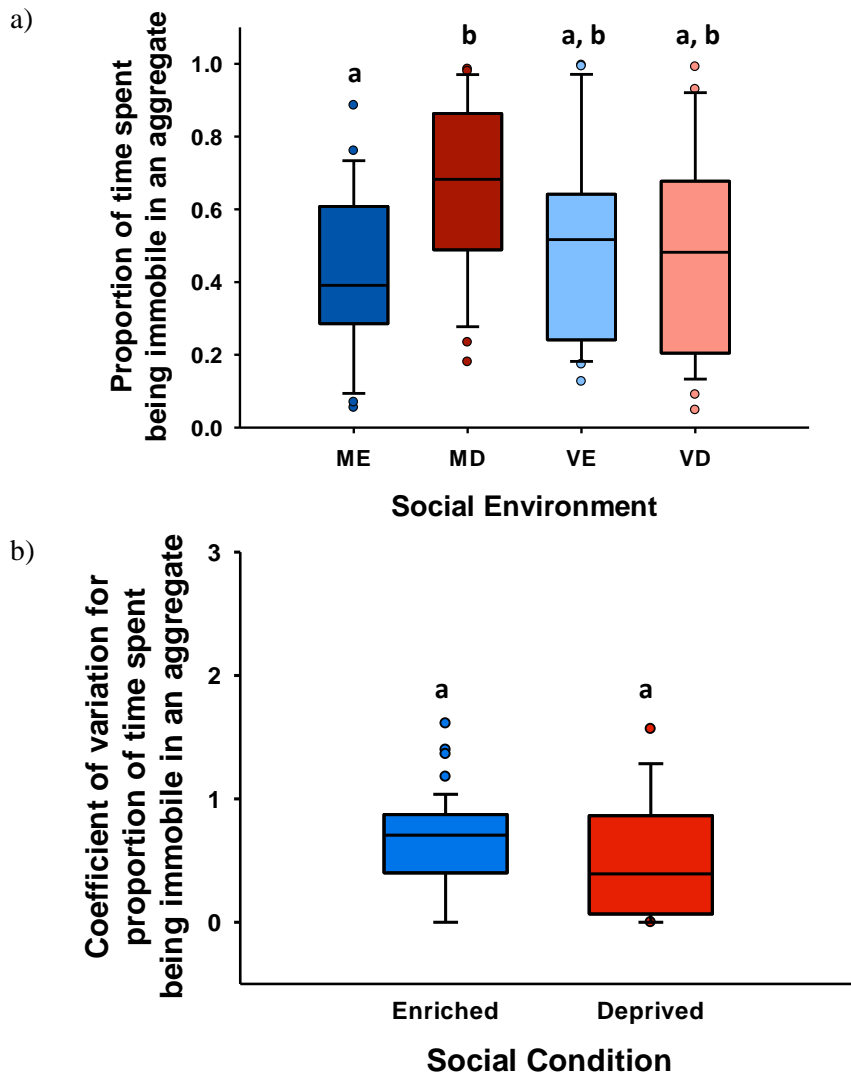 a)
Proportion of time spent
being immobile in an aggregate
1.0
0.8
0.6
0.4
0.2
0.0
a
b
a, b
a, b
ME MD VE VD
Social Environment
b)
Coefficient of variation for
proportion of time spent
being immobile in an aggregate
3
2
1
0
a
a
Enriched Deprived
Social Condition